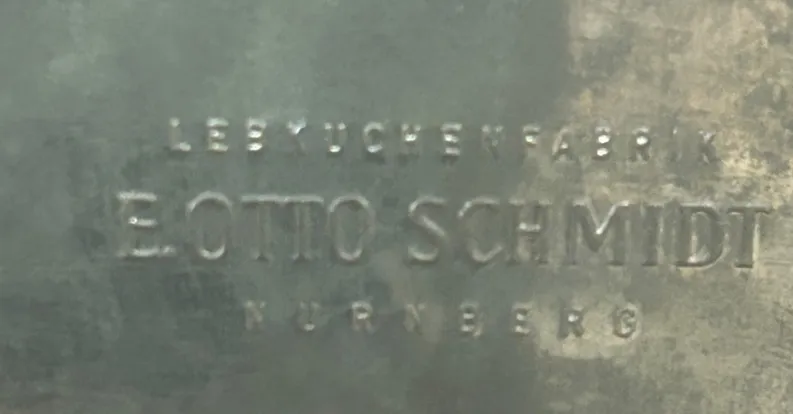 LEBKUCHENFABRIK
E. OTTO SCHMIDT
NÜRNBERG